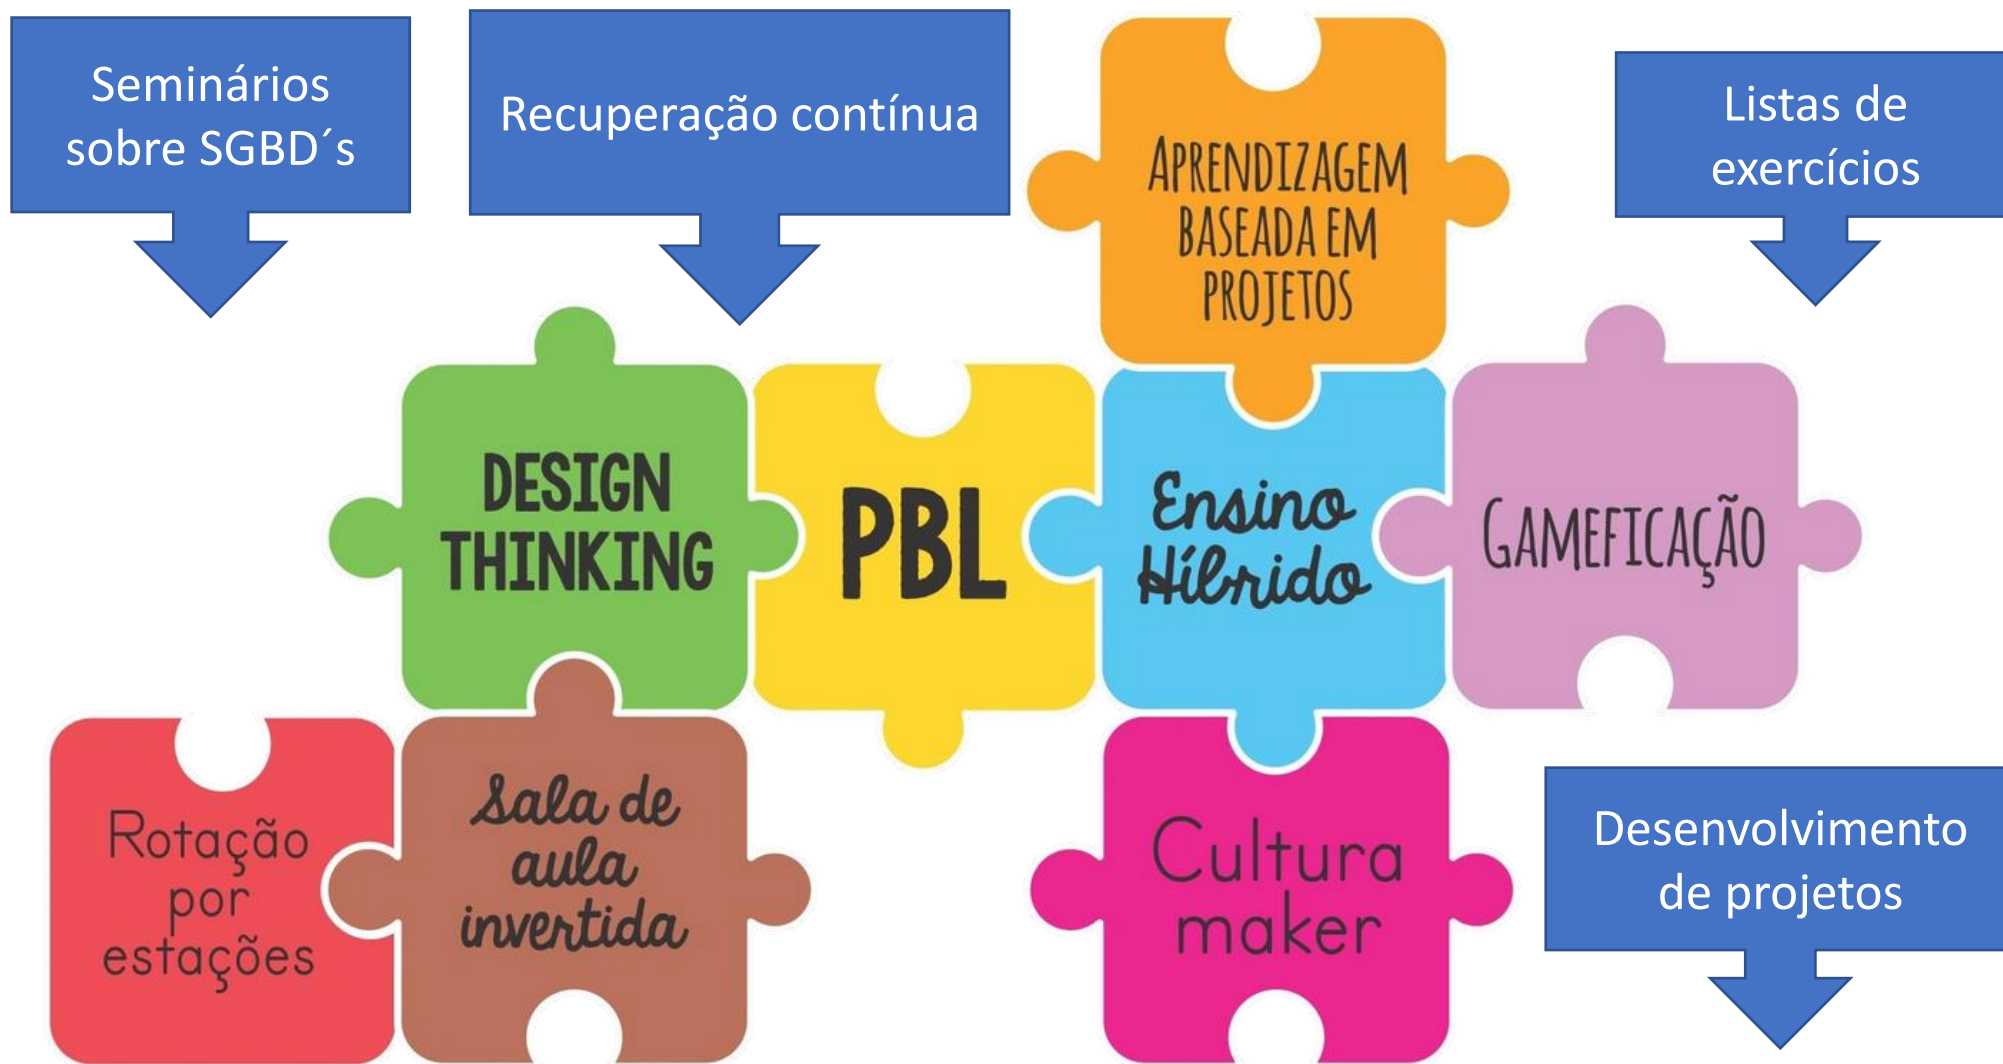 Seminários
sobre SGBD´s
Recuperação contínua
APRENDIZAGEM
BASEADA EM
PROJETOS
Listas de
exercícios
DESIGN
THINKING
PBL
Ensino
Híbrido
GAMEFICAÇÃO
Rotação
por
estações
Sala de
aula
invertida
Cultura
maker
Desenvolvimento
de projetos